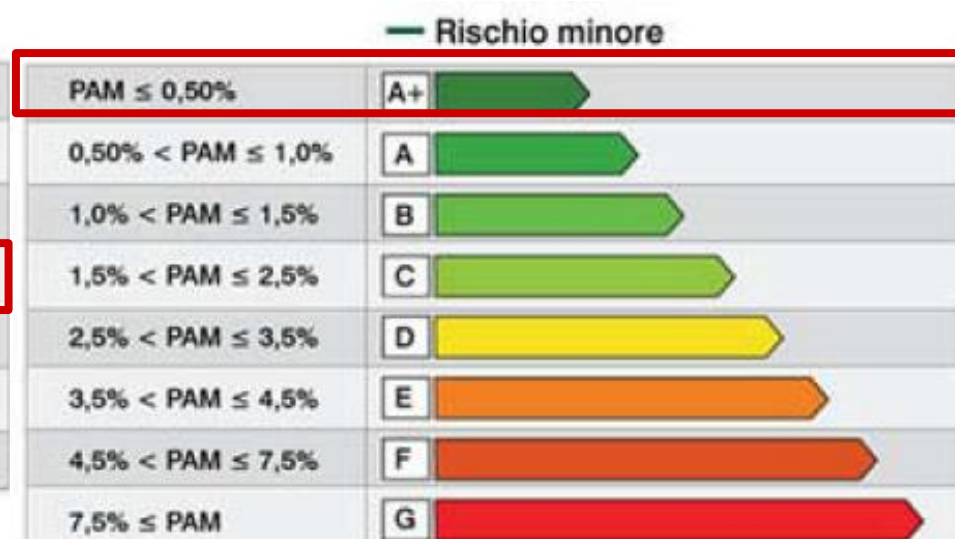 Rischio minore
PAM ≤ 0,50% A+
0,50% < PAM ≤ 1,0% A
1,0% < PAM ≤ 1,5% B
1,5% < PAM ≤ 2,5% C
2,5% < PAM ≤ 3,5% D
3,5% < PAM ≤ 4,5% E
4,5% < PAM ≤ 7,5% F
7,5% ≤ PAM G